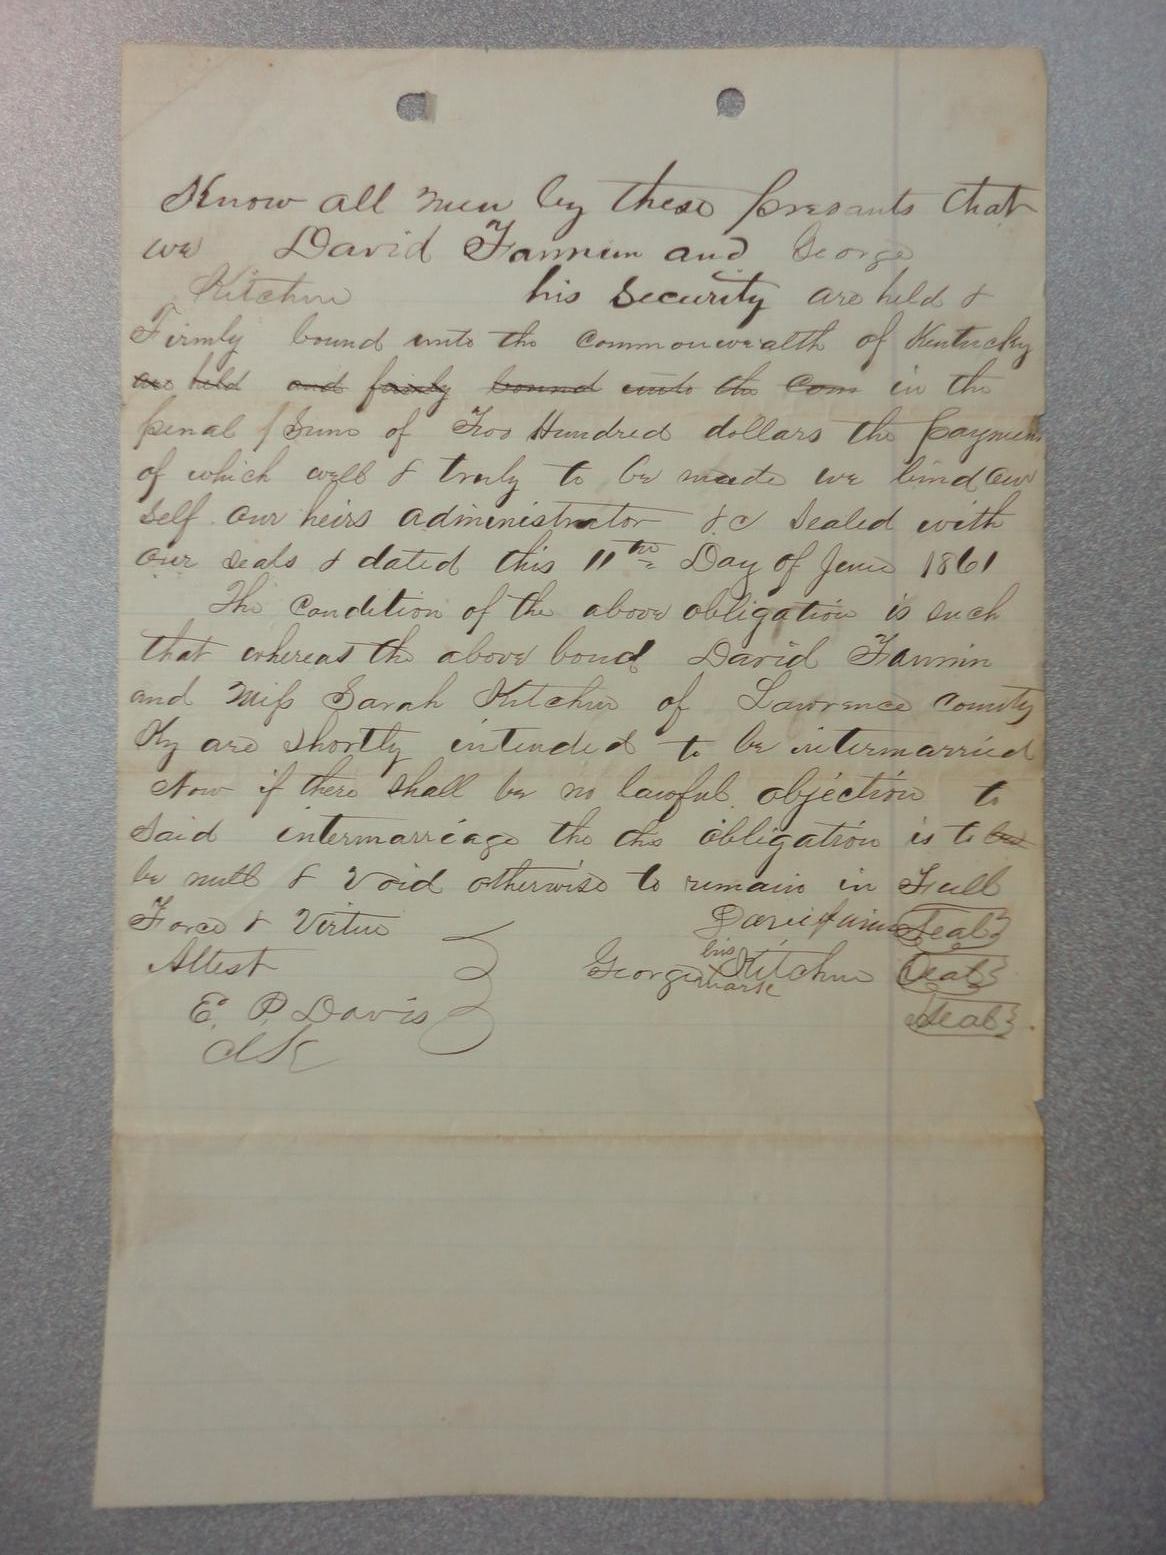 Know all men by these presants that
we David Fannin and George
Kitchen his security are held &
Firmly bound unto the commonwealth of Kentucky
are held and firmly bound unto the Com in the
penal Sum of Two Hundred dollars the payment
of which well & truly to be made we bind our
self our heirs administrator &c sealed with
our seals & dated this 11th Day of June 1861
The Condition of the above obligation is such
that whereas the above bond David Fannin
and Miss Sarah Kitchen of Lawrence County
Ky are shortly intended to be intermarried
Now if there shall be no lawful objection to
said intermarriage the this obligation is to be
be null & Void otherwise to remain in Full
Force & Virtue David Fannin Seal
Attest George his mark Kitchen Seal
E. P. Davis Seal
Clk